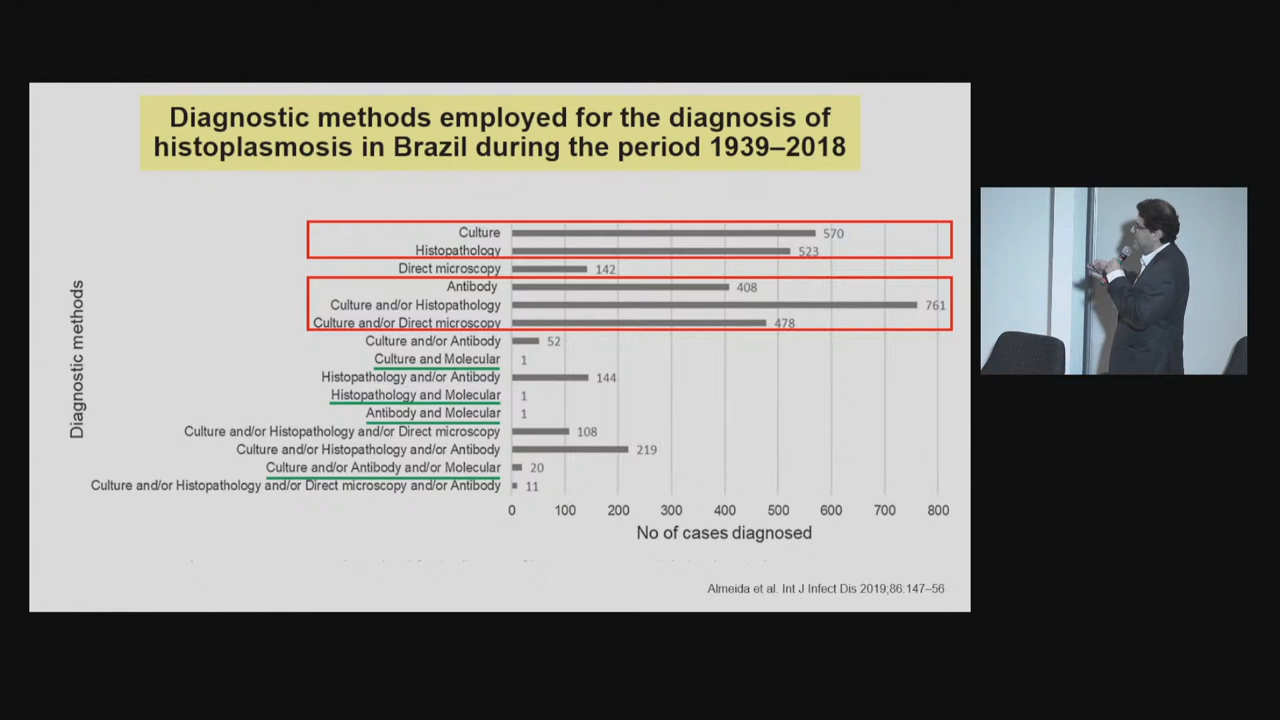 Diagnostic methods employed for the diagnosis of
histoplasmosis in Brazil during the period 1939–2018
Diagnostic methods
Culture 570
Histopathology 523
Direct microscopy 142
Antibody 408
Culture and/or Histopathology 761
Culture and/or Direct microscopy 478
Culture and/or Antibody 52
Culture and Molecular 1
Histopathology and/or Antibody 144
Histopathology and Molecular 1
Antibody and Molecular 1
Culture and/or Histopathology and/or Direct microscopy 108
Culture and/or Histopathology and/or Antibody 219
Culture and/or Antibody and/or Molecular 20
Culture and/or Histopathology and/or Direct microscopy and/or Antibody 11
0 100 200 300 400 500 600 700 800
No of cases diagnosed
Almeida et al. Int J Infect Dis 2019;86:147–56